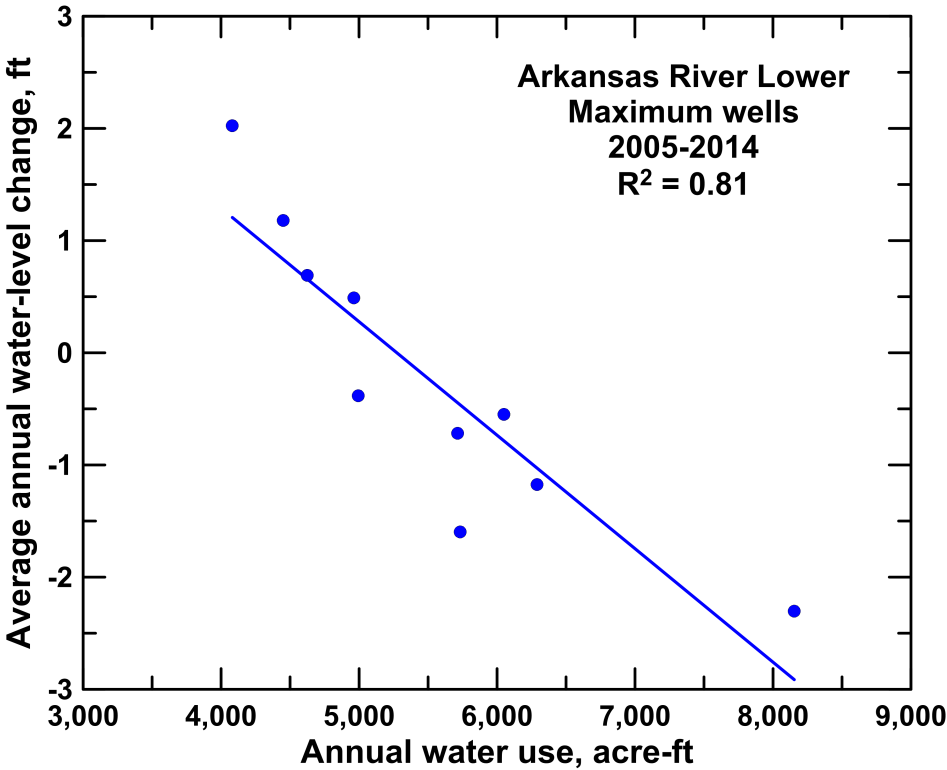 3
2
1
0
-1
-2
-3
Average annual water-level change, ft
Arkansas River Lower
Maximum wells
2005-2014
R² = 0.81
3,000 4,000 5,000 6,000 7,000 8,000 9,000
Annual water use, acre-ft